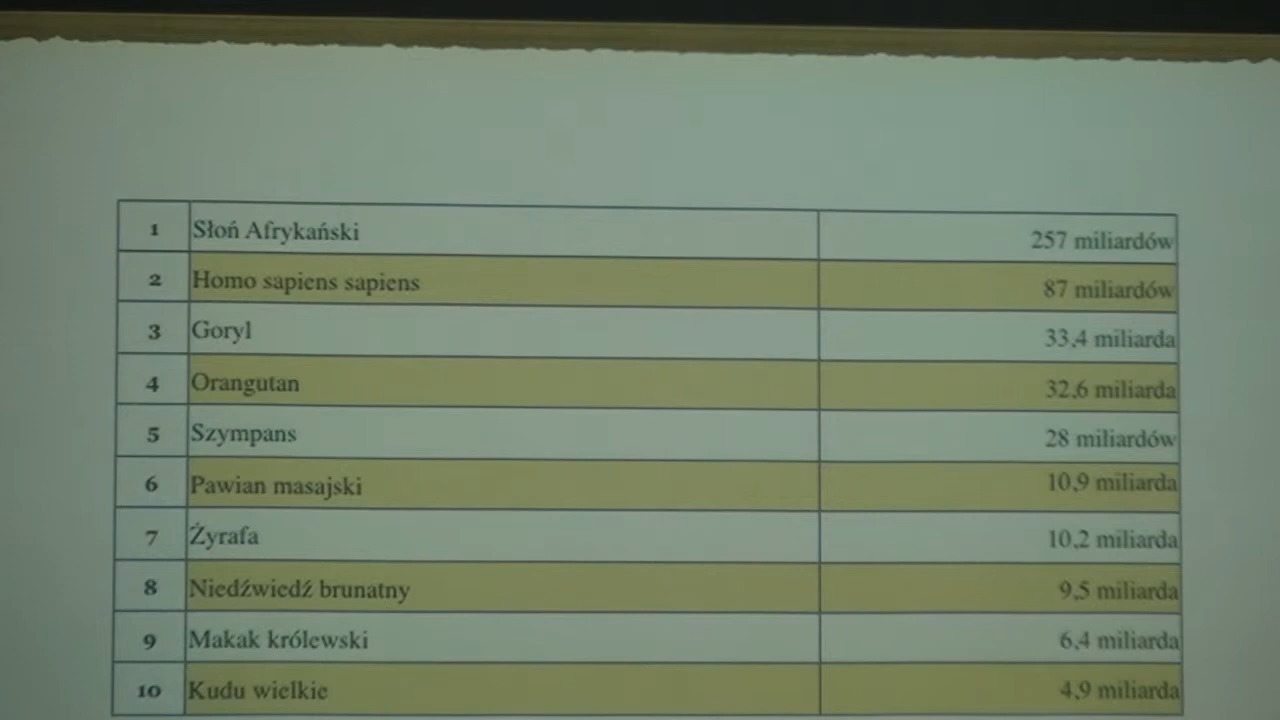 1 Słoń Afrykański 257 miliardów
2 Homo sapiens sapiens 87 miliardów
3 Goryl 33,4 miliarda
4 Orangutan 32,6 miliarda
5 Szympans 28 miliardów
6 Pawian masajski 10,9 miliarda
7 Żyrafa 10,2 miliarda
8 Niedźwiedź brunatny 9,5 miliarda
9 Makak królewski 6,4 miliarda
10 Kudu wielkie 4,9 miliarda